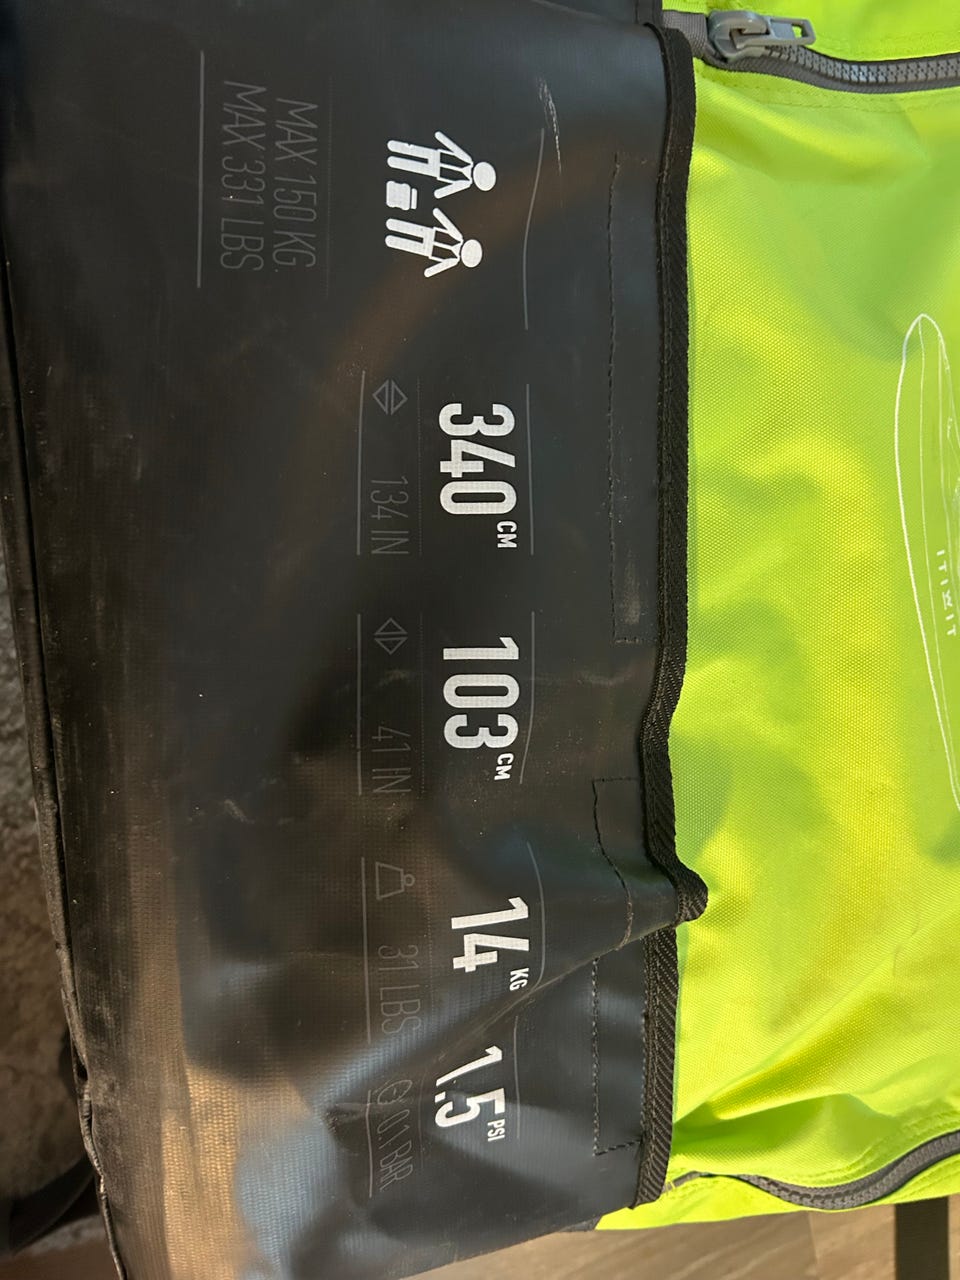 ITIWIT
340 CM
134 IN
103 CM
41 IN
14 KG
31 LBS
1,5 PSI
0,1 BAR
MAX 150 KG.
MAX 331 LBS